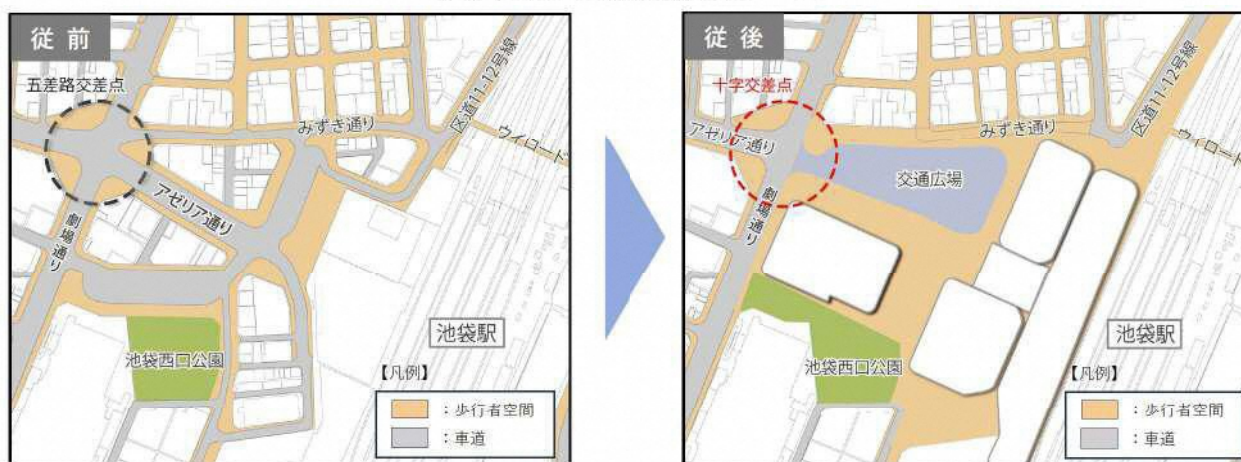 従前
五差路交差点
みずき通り
区道11-12号線
ウィロード
アゼリア通り
劇場通り
池袋駅
池袋西口公園
【凡例】
：歩行者空間
：車道
従後
十字交差点
アゼリア通り
みずき通り
区道11-12号線
ウィロード
交通広場
劇場通り
池袋駅
池袋西口公園
【凡例】
：歩行者空間
：車道